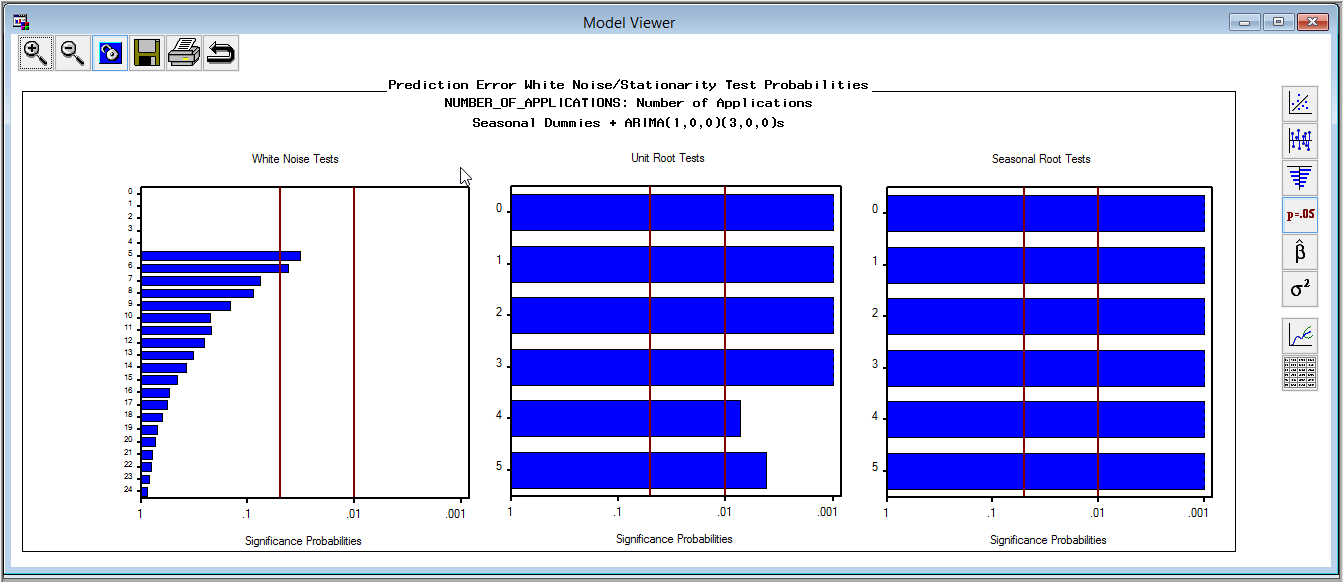 Model Viewer
Prediction Error White Noise/Stationarity Test Probabilities
NUMBER_OF_APPLICATIONS: Number of Applications
Seasonal Dummies + ARIMA(1,0,0)(3,0,0)s
White Noise Tests
0
1
2
3
4
5
6
7
8
9
10
11
12
13
14
15
16
17
18
19
20
21
22
23
24
1 .1 .01 .001
Significance Probabilities
Unit Root Tests
0
1
2
3
4
5
1 .1 .01 .001
Significance Probabilities
Seasonal Root Tests
0
1
2
3
4
5
1 .1 .01 .001
Significance Probabilities
p=.05
β̂
σ²